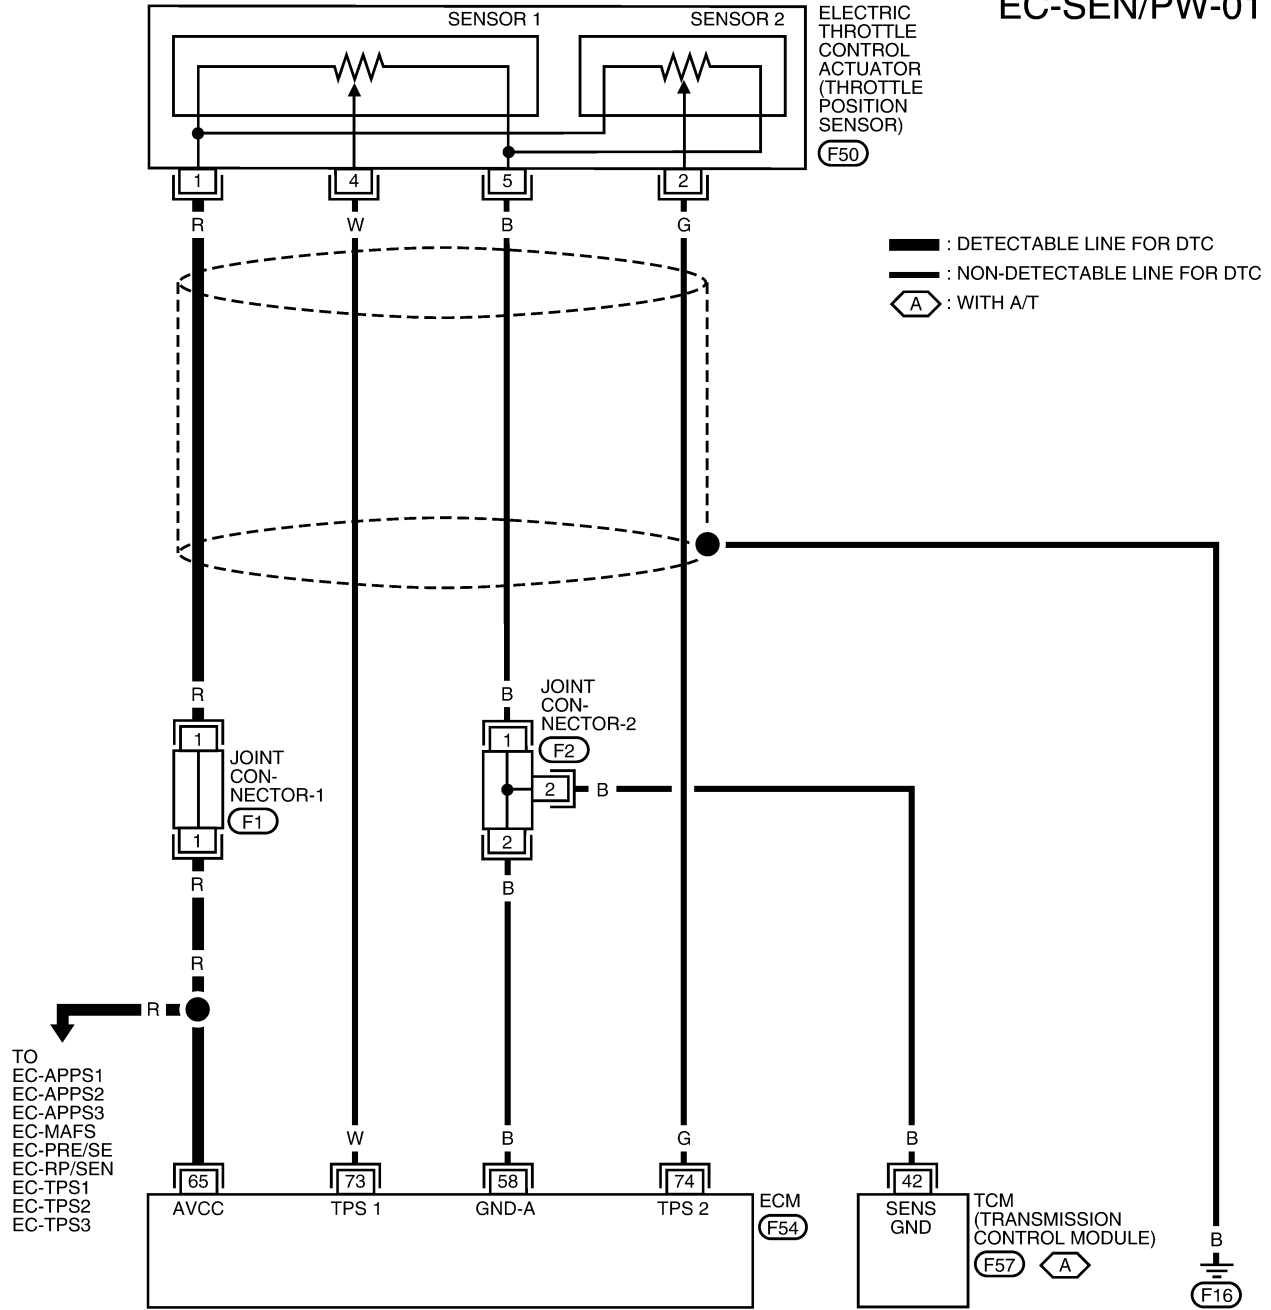 EC-SEN/PW-01
SENSOR 1
SENSOR 2
ELECTRIC
THROTTLE
CONTROL
ACTUATOR
(THROTTLE
POSITION
SENSOR)
F50
1
4
5
2
R
W
B
G
: DETECTABLE LINE FOR DTC
: NON-DETECTABLE LINE FOR DTC
A : WITH A/T
R
B
JOINT
CON-
NECTOR-2
F2
1
1
2
B
2
JOINT
CON-
NECTOR-1
F1
1
R
B
R
R
TO
EC-APPS1
EC-APPS2
EC-APPS3
EC-MAFS
EC-PRE/SE
EC-RP/SEN
EC-TPS1
EC-TPS2
EC-TPS3
W
B
G
B
65
73
58
74
42
AVCC
TPS 1
GND-A
TPS 2
ECM
F54
SENS
GND
TCM
(TRANSMISSION
CONTROL MODULE)
F57
A
B
F16